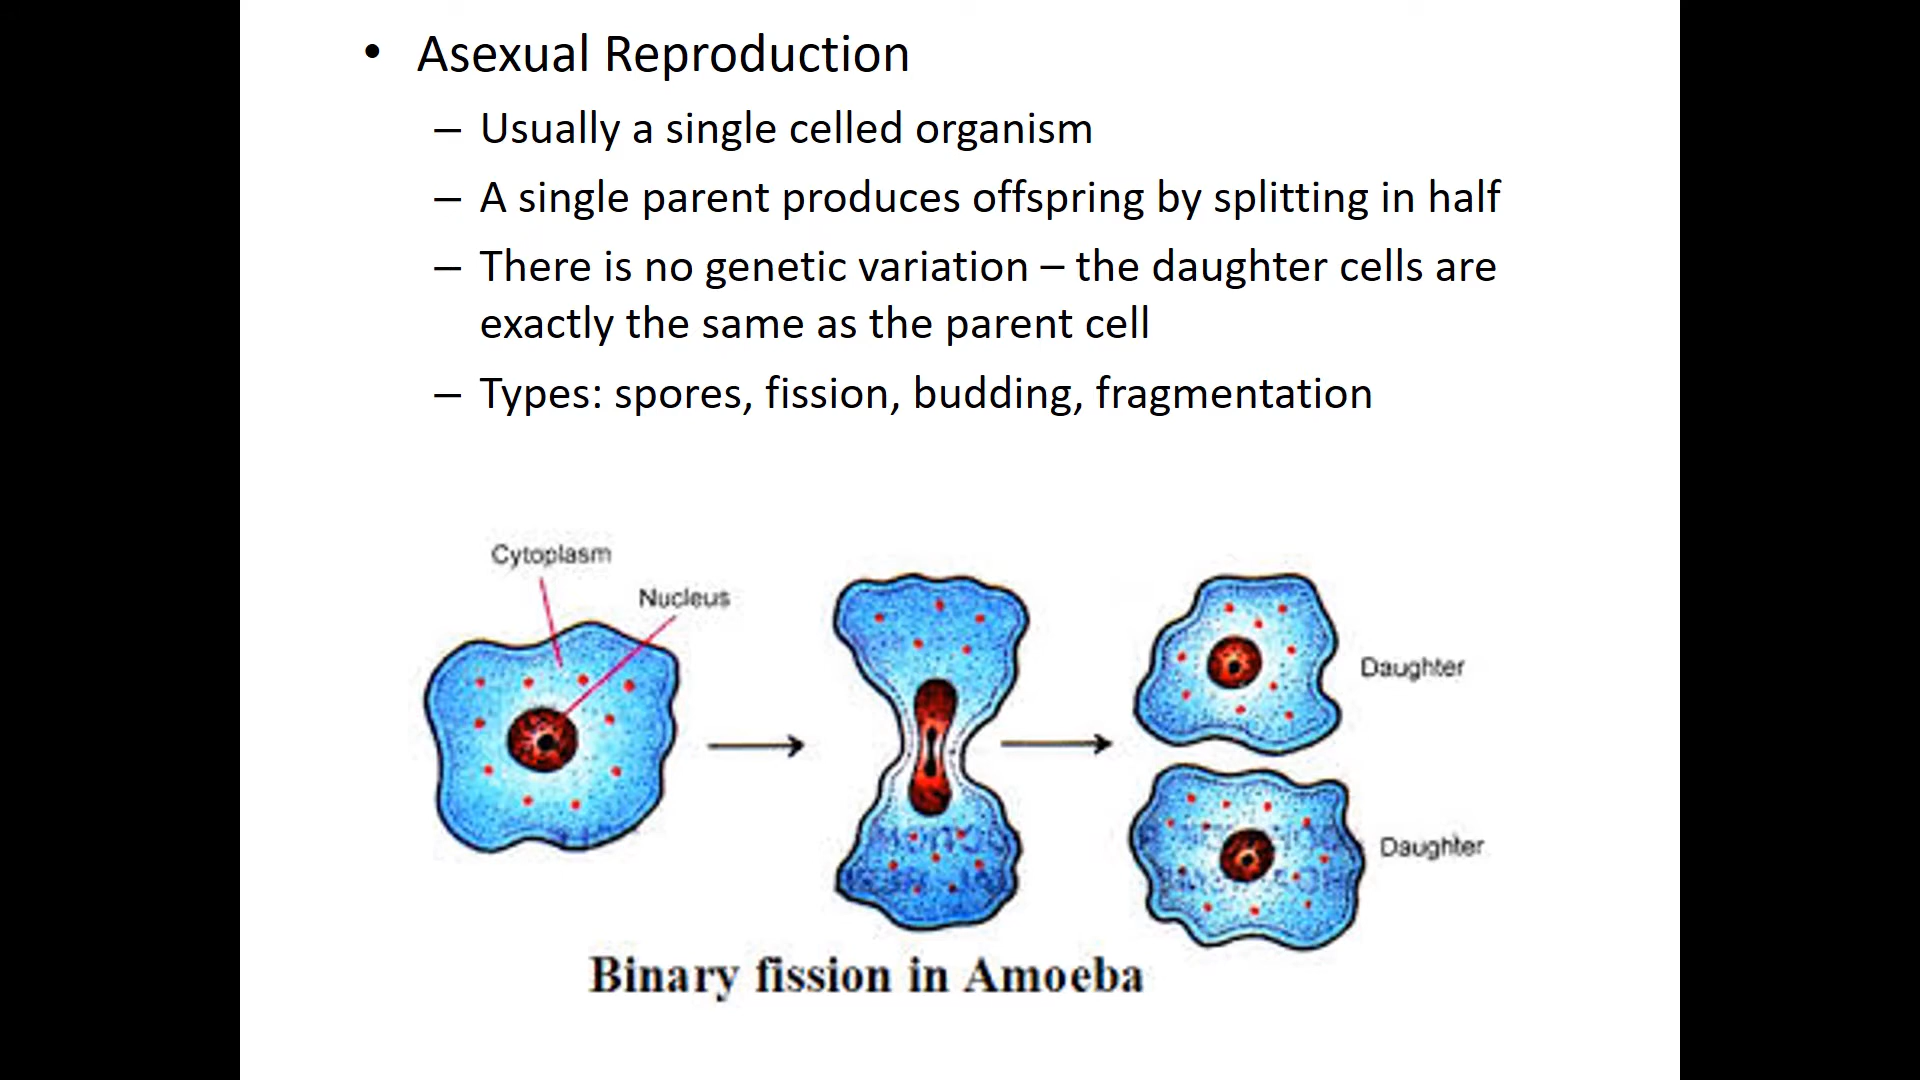 • Asexual Reproduction
– Usually a single celled organism
– A single parent produces offspring by splitting in half
– There is no genetic variation – the daughter cells are
exactly the same as the parent cell
– Types: spores, fission, budding, fragmentation
Cytoplasm
Nucleus
Daughter
Daughter
Binary fission in Amoeba